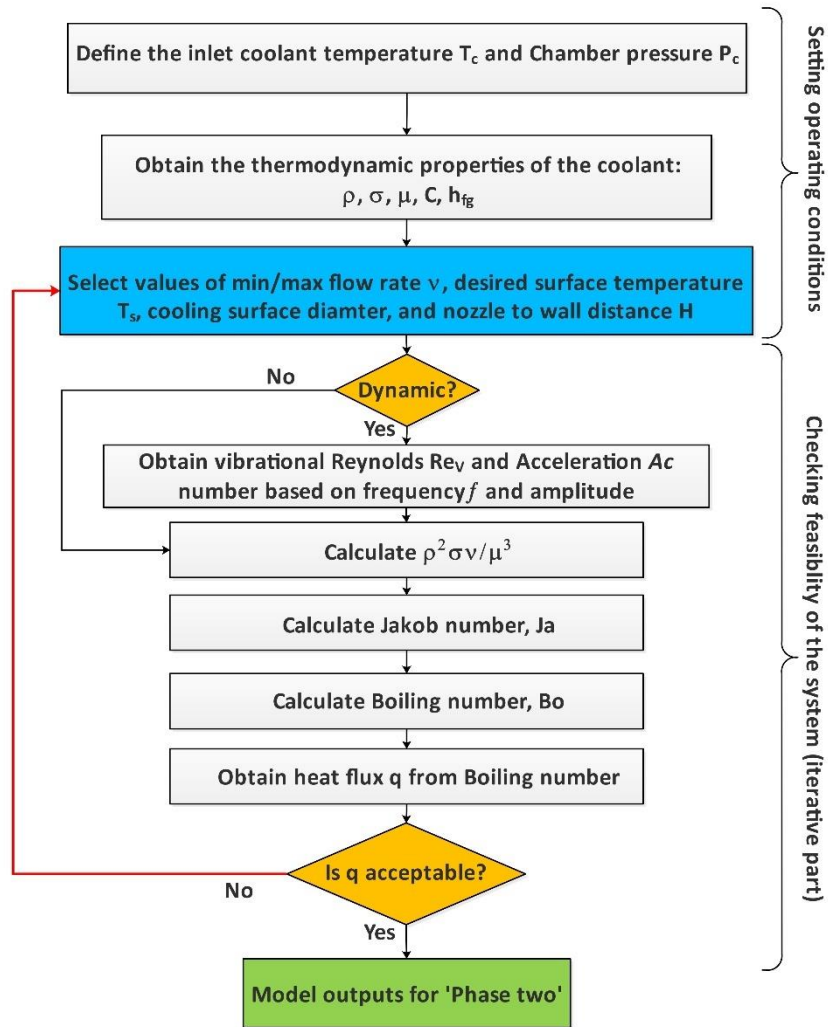 Define the inlet coolant temperature Tc and Chamber pressure Pc
Obtain the thermodynamic properties of the coolant:
ρ, σ, μ, C, hfg
Select values of min/max flow rate ν, desired surface temperature
Ts, cooling surface diamter, and nozzle to wall distance H
Setting operating conditions
No
Dynamic?
Yes
Obtain vibrational Reynolds Rev and Acceleration Ac
number based on frequency f and amplitude
Calculate ρ²σν/μ³
Calculate Jakob number, Ja
Calculate Boiling number, Bo
Obtain heat flux q from Boiling number
Is q acceptable?
No
Yes
Model outputs for 'Phase two'
Checking feasiblity of the system (iterative part)